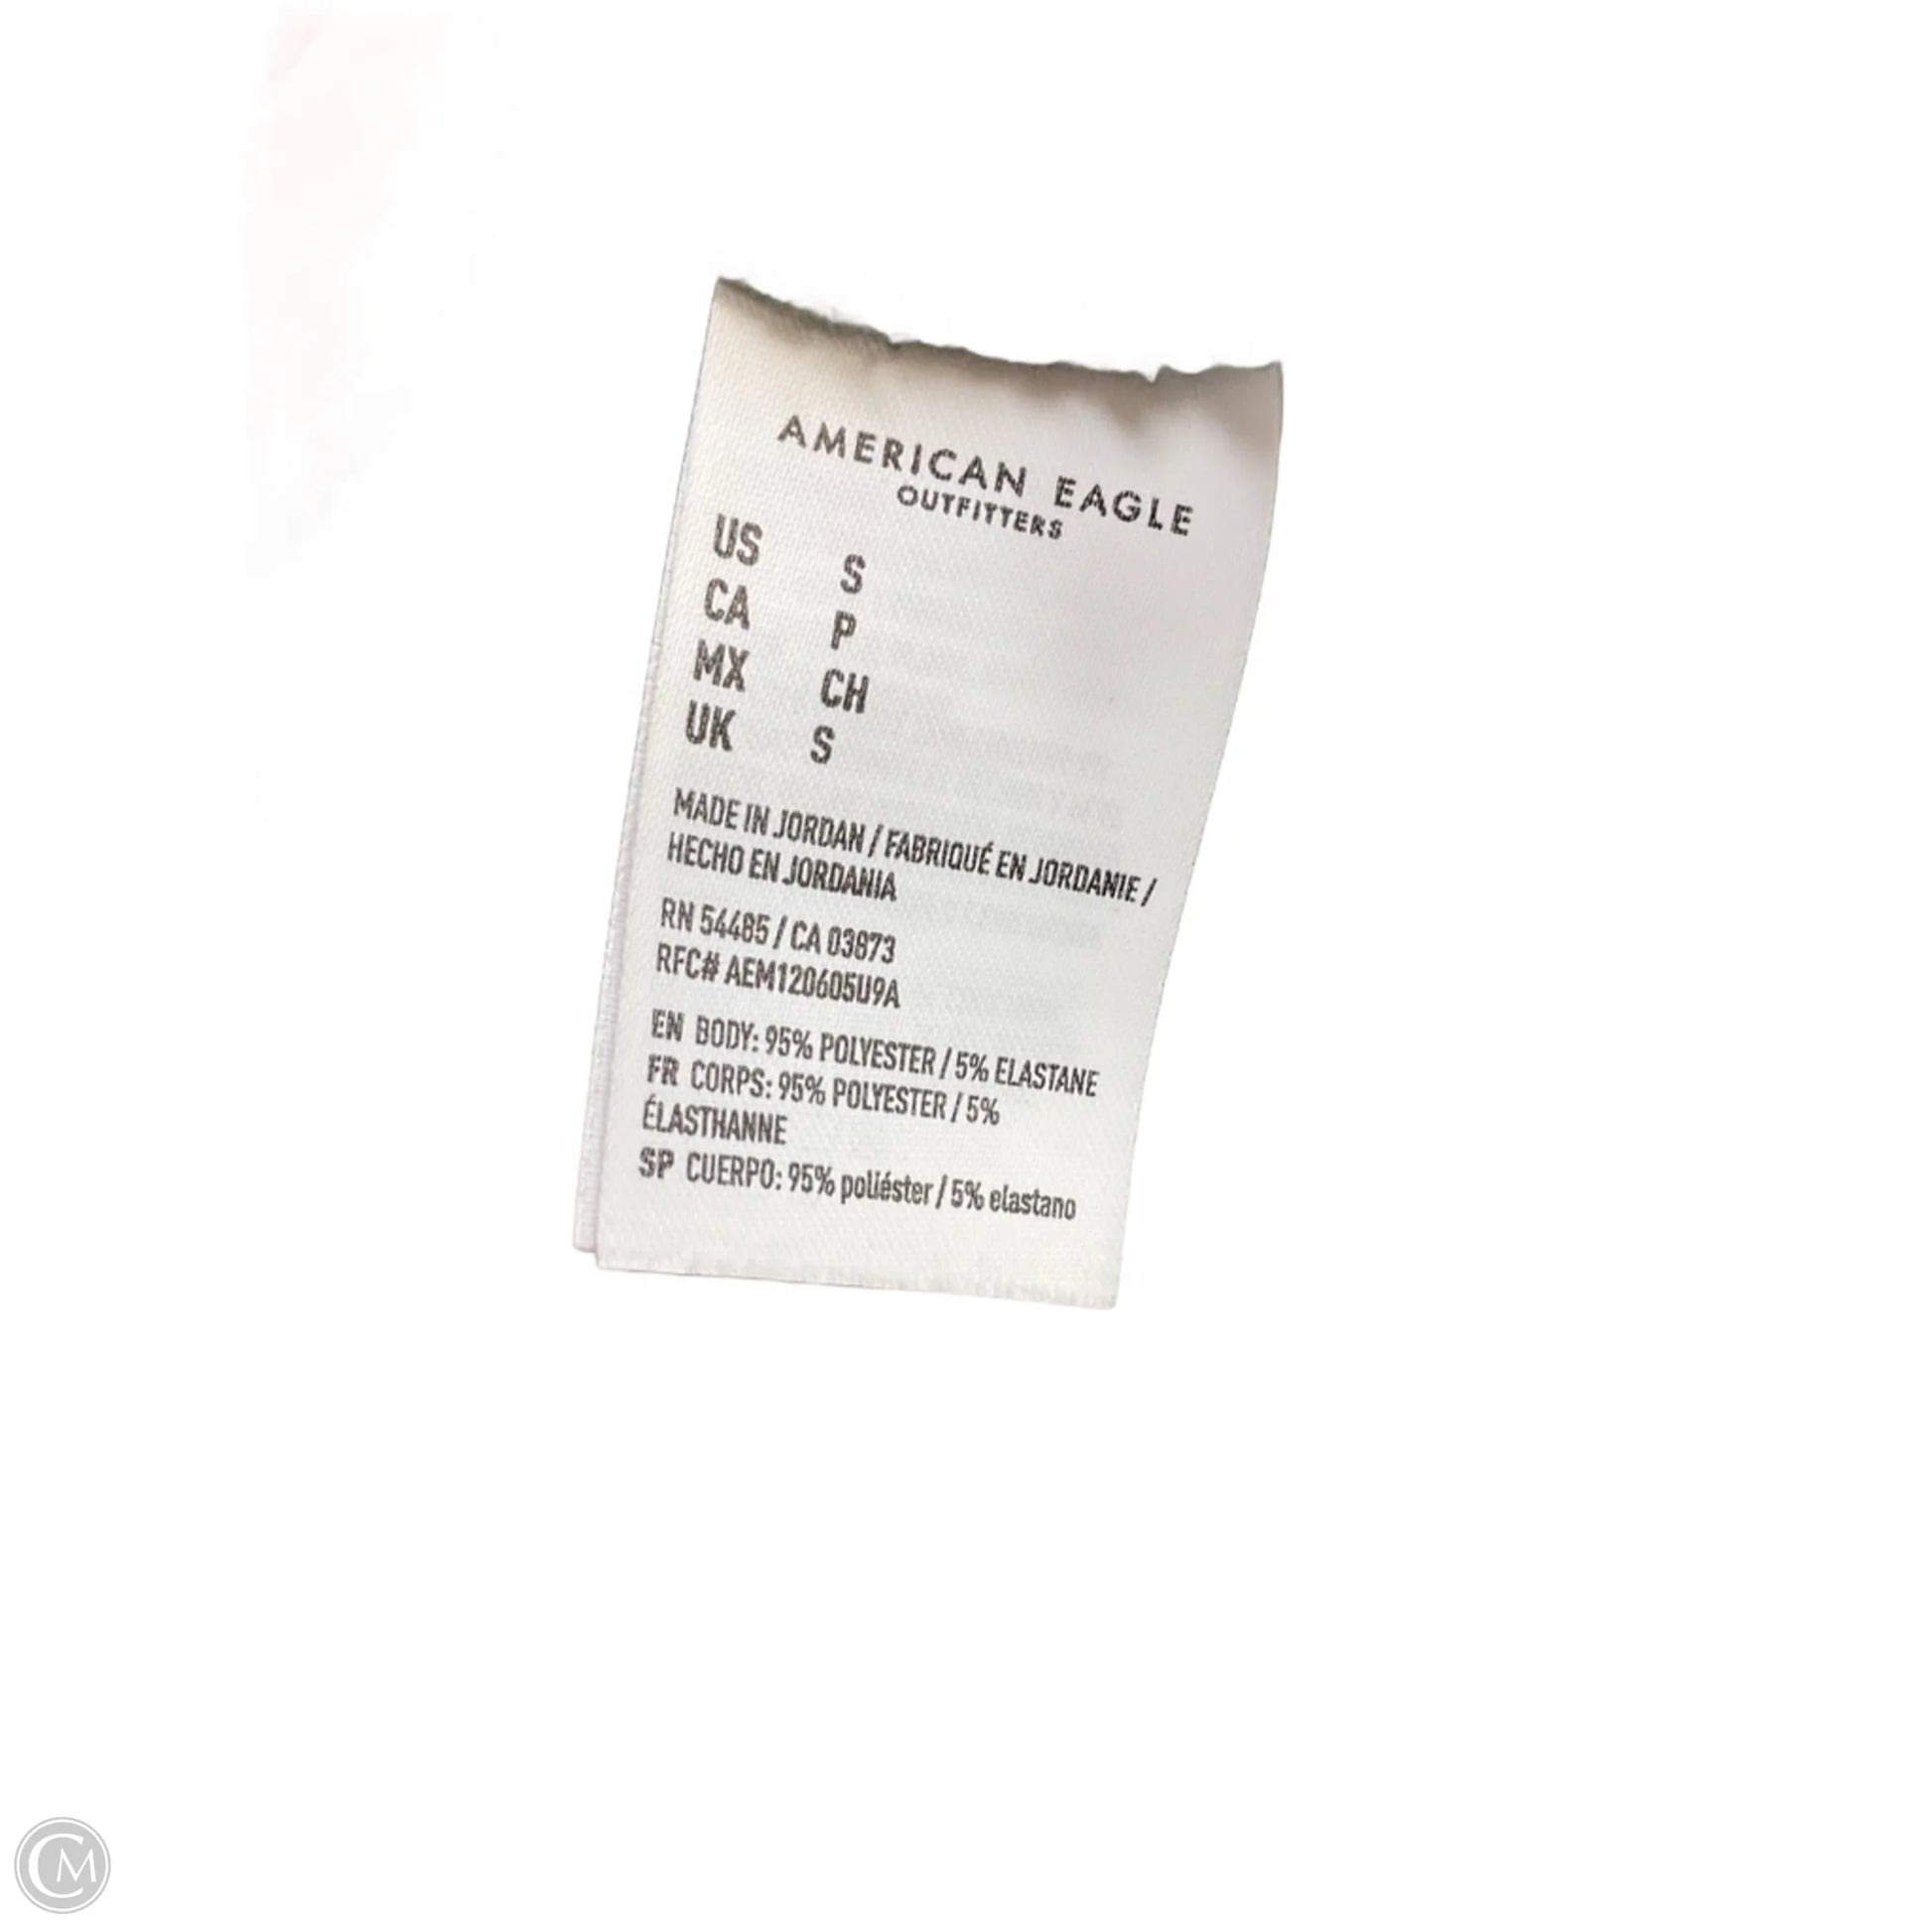 AMERICAN EAGLE
OUTFITTERS
US S
CA P
MX CH
UK S
MADE IN JORDAN / FABRIQUÉ EN JORDANIE /
HECHO EN JORDANIA
RN 54485 / CA 03873
RFC# AEM120605U9A
EN BODY: 95% POLYESTER / 5% ELASTANE
FR CORPS: 95% POLYESTER / 5%
ÉLASTHANNE
SP CUERPO: 95% poliéster / 5% elastano
CM